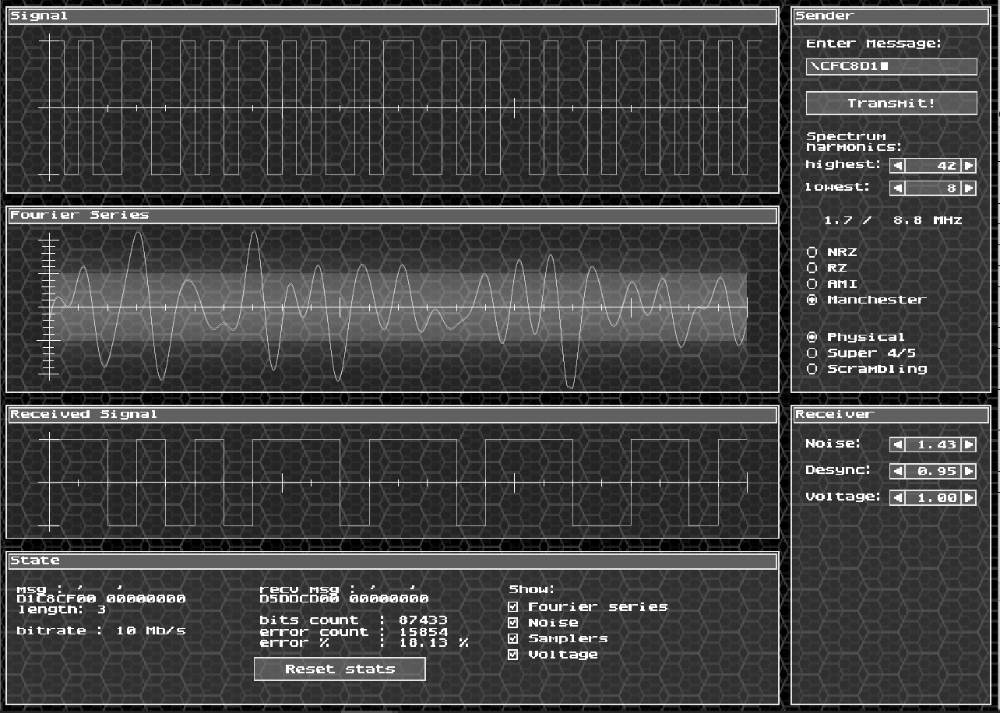 Signal
Fourier Series
Received Signal
State
msg : ,   ,
D1C8CF00 00000000
length: 3
bitrate : 10 Mb/s
recv msg : ,   ,
D5DDCD00 00000000
bits count  : 87433
error count : 15854
error %     : 18.13 %
Reset stats
Show:
Fourier series
Noise
Samplers
Voltage
Sender
Enter Message:
\CFC8D1
Transmit!
Spectrum
harmonics:
highest: 42
lowest: 8
1.7 /  8.8 MHz
NRZ
RZ
AMI
Manchester
Physical
Super 4/5
Scrambling
Receiver
Noise: 1.43
Desync: 0.95
Voltage: 1.00